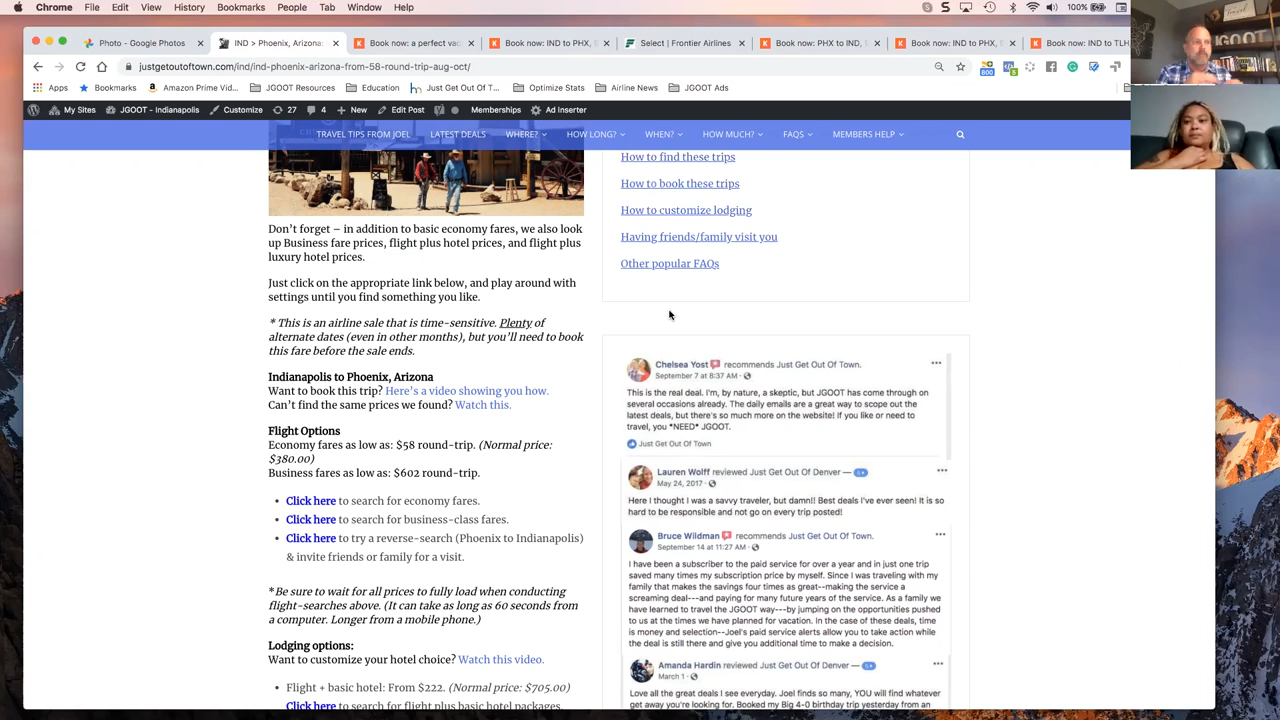 Chrome File Edit View History Bookmarks People Tab Window Help 100%
Photo - Google Photos IND > Phoenix, Arizona: Book now: a perfect vac Book now: IND to PHX, Select | Frontier Airlines Book now: PHX to IND, Book now: IND to PHX, Book now: IND to TLH
justgetoutoftown.com/ind/ind-phoenix-arizona-from-58-round-trip-aug-oct/
Apps Bookmarks Amazon Prime Vid... JGOOT Resources Education Just Get Out Of T... Optimize Stats Airline News JGOOT Ads
My Sites JGOOT - Indianapolis Customize 27 4 New Edit Post Memberships Ad Inserter
TRAVEL TIPS FROM JOEL LATEST DEALS WHERE? HOW LONG? WHEN? HOW MUCH? FAQS MEMBERS HELP
Don't forget – in addition to basic economy fares, we also look
up Business fare prices, flight plus hotel prices, and flight plus
luxury hotel prices.
Just click on the appropriate link below, and play around with
settings until you find something you like.
* This is an airline sale that is time-sensitive. Plenty of
alternate dates (even in other months), but you'll need to book
this fare before the sale ends.
Indianapolis to Phoenix, Arizona
Want to book this trip? Here's a video showing you how.
Can't find the same prices we found? Watch this.
Flight Options
Economy fares as low as: $58 round-trip. (Normal price:
$380.00)
Business fares as low as: $602 round-trip.
• Click here to search for economy fares.
• Click here to search for business-class fares.
• Click here to try a reverse-search (Phoenix to Indianapolis)
& invite friends or family for a visit.
*Be sure to wait for all prices to fully load when conducting
flight-searches above. (It can take as long as 60 seconds from
a computer. Longer from a mobile phone.)
Lodging options:
Want to customize your hotel choice? Watch this video.
• Flight + basic hotel: From $222. (Normal price: $705.00)
Click here to search for flight plus basic hotel packages.
How to find these trips
How to book these trips
How to customize lodging
Having friends/family visit you
Other popular FAQs
Chelsea Yost recommends Just Get Out Of Town.
September 7 at 8:37 AM
This is the real deal. I'm, by nature, a skeptic, but JGOOT has come through on
several occasions already. The daily emails are a great way to scope out the
latest deals, but there's so much more on the website! If you like or need to
travel, you *NEED* JGOOT.
Just Get Out Of Town
Lauren Wolff reviewed Just Get Out Of Denver —
May 24, 2017
Here I thought I was a savvy traveler, but damn!! Best deals I've ever seen! It is so
hard to be responsible and not go on every trip posted!
Bruce Wildman recommends Just Get Out Of Town.
September 14 at 11:27 AM
I have been a subscriber to the paid service for over a year and in just one trip
saved many times my subscription price by myself. Since I was traveling with my
family that makes the savings four times as great--making the service a
screaming deal---and paying for many future years of the service. As a family
we have learned to travel the JGOOT way---by jumping on the opportunities pushed
to us at the times we have planned for vacation. In the case of these deals, time
is money and selection--Joel's paid service alerts allow you to take action while
the deal is still there and give you additional time to make a decision.
Amanda Hardin reviewed Just Get Out Of Denver —
March 1
Love all the great deals I see everyday. Joel finds so many, YOU will find whatever
get away you're looking for. Booked my Big 4-0 birthday trip yesterday from an
JGOOT